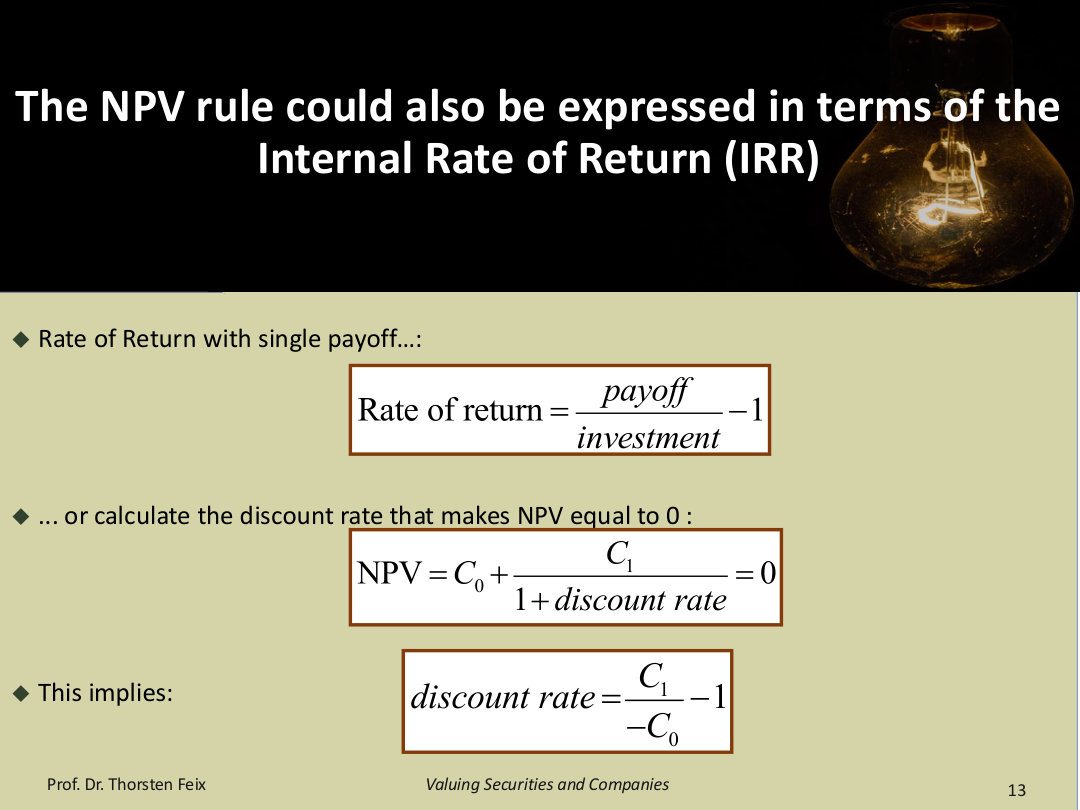 The NPV rule could also be expressed in terms of the
Internal Rate of Return (IRR)
◆ Rate of Return with single payoff…:
Rate of return = payoff / investment − 1
◆ ... or calculate the discount rate that makes NPV equal to 0 :
NPV = C₀ + C₁ / (1 + discount rate) = 0
◆ This implies:
discount rate = C₁ / −C₀ − 1
Prof. Dr. Thorsten Feix
Valuing Securities and Companies
13